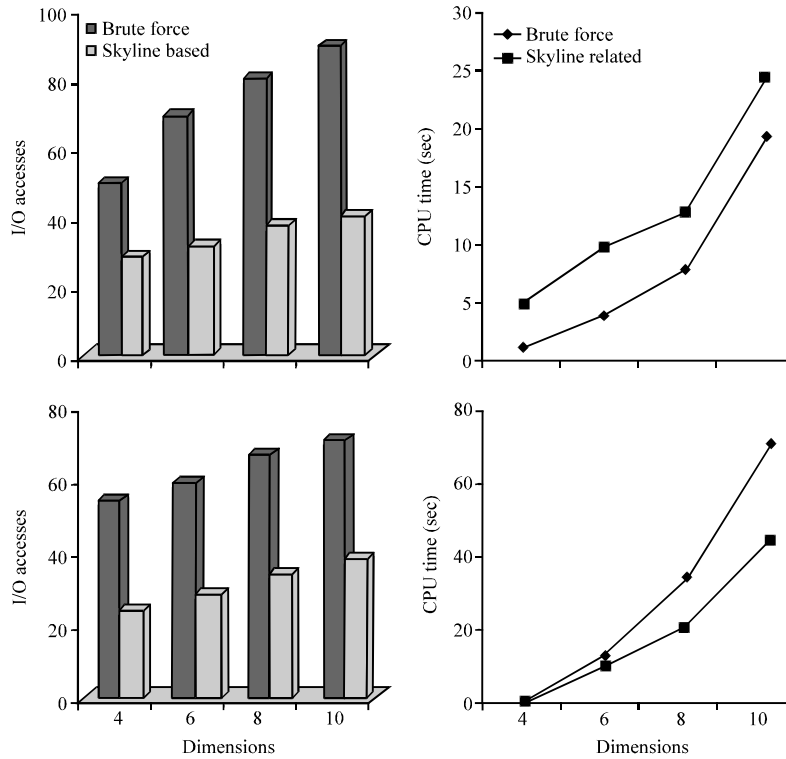 100
80
60
40
20
0
I/O accesses
Brute force
Skyline based
30
25
20
15
10
5
0
CPU time (sec)
Brute force
Skyline related
80
60
40
20
0
I/O accesses
4 6 8 10
Dimensions
80
60
40
20
0
CPU time (sec)
4 6 8 10
Dimensions